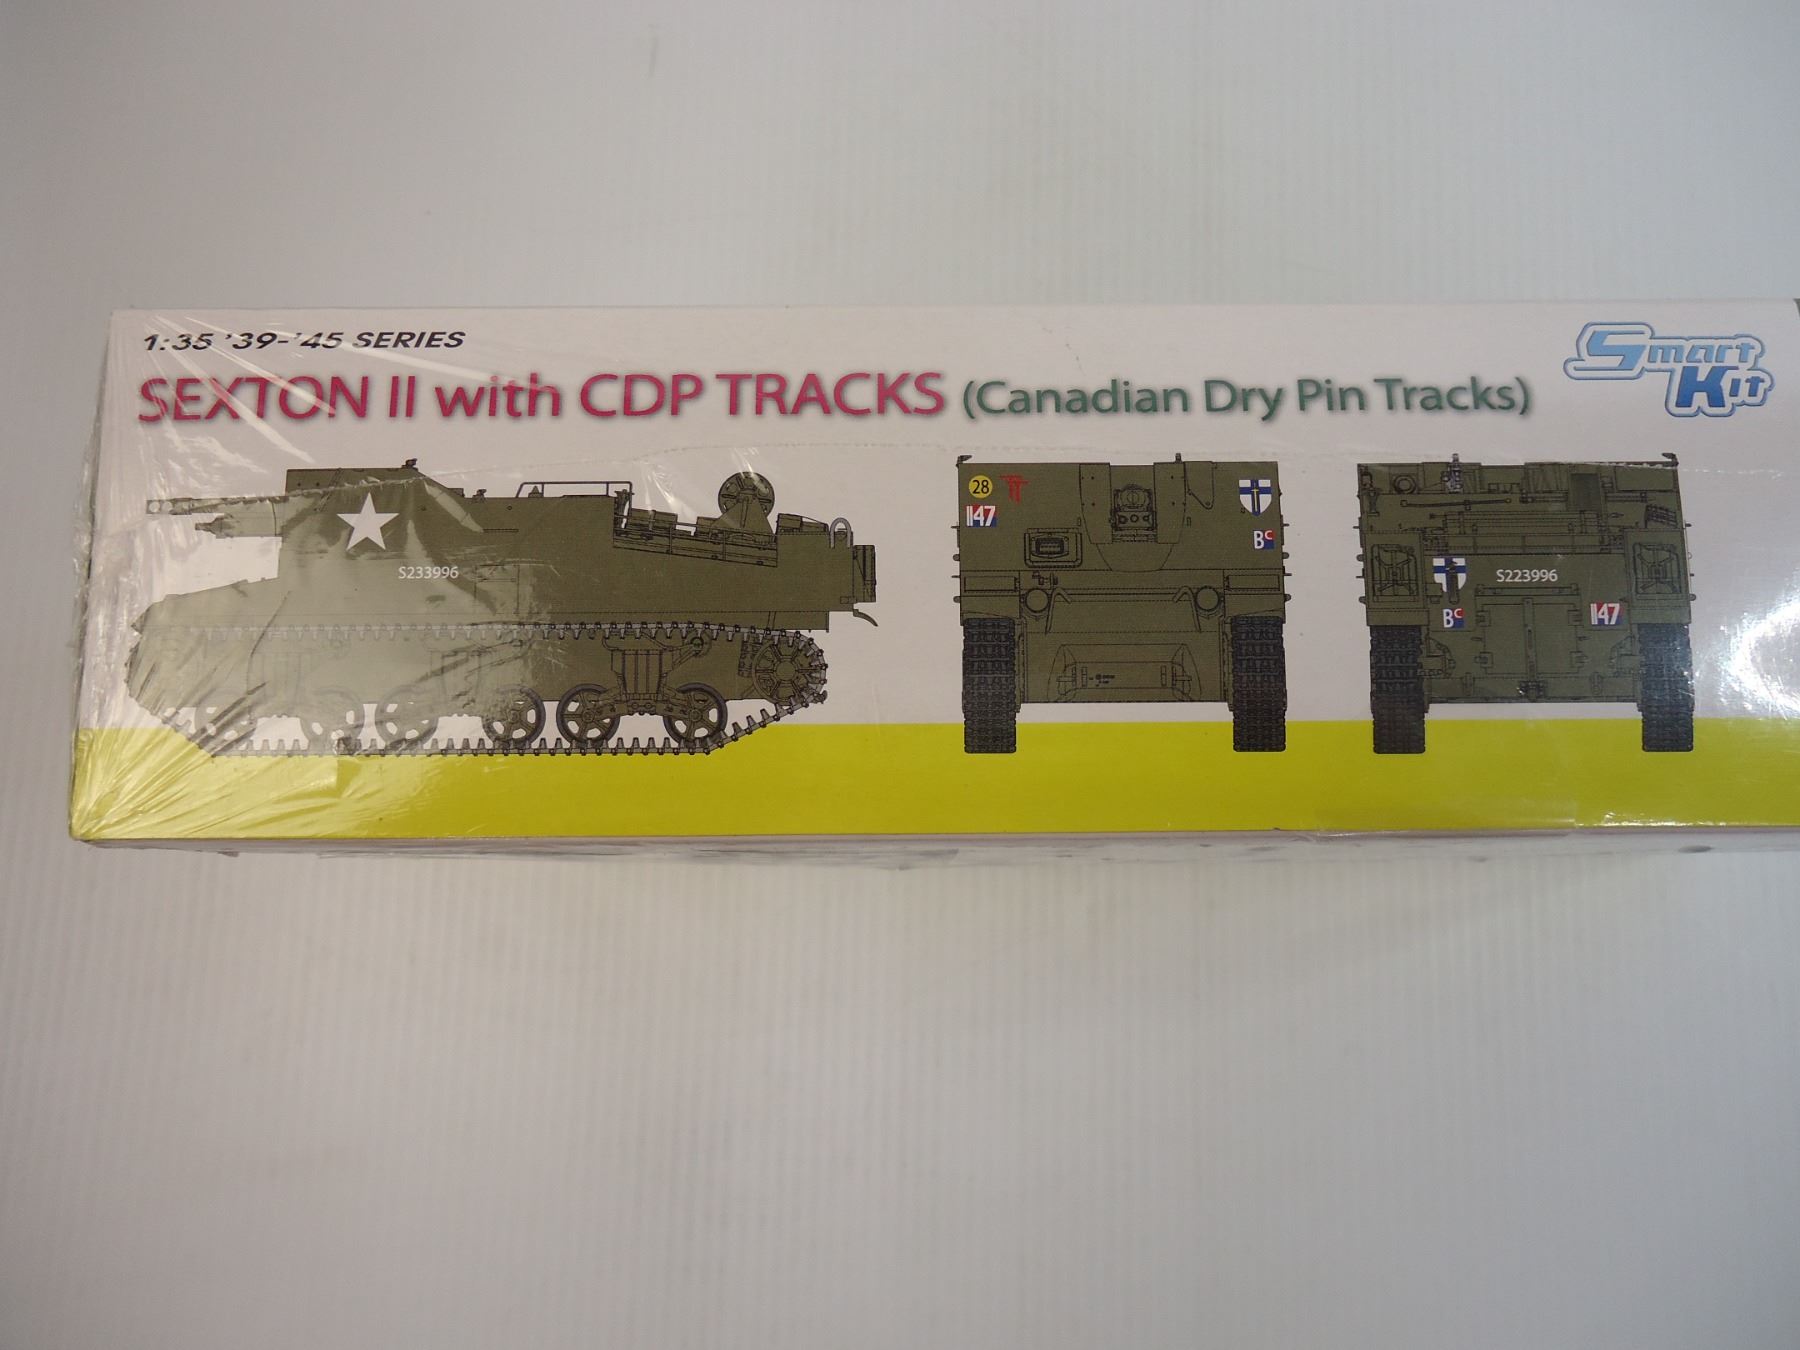 1:35 '39-'45 SERIES
SEXTON II with CDP TRACKS (Canadian Dry Pin Tracks)
Smart Kit
S233996
28
147
Bc
S223996
Bc
147